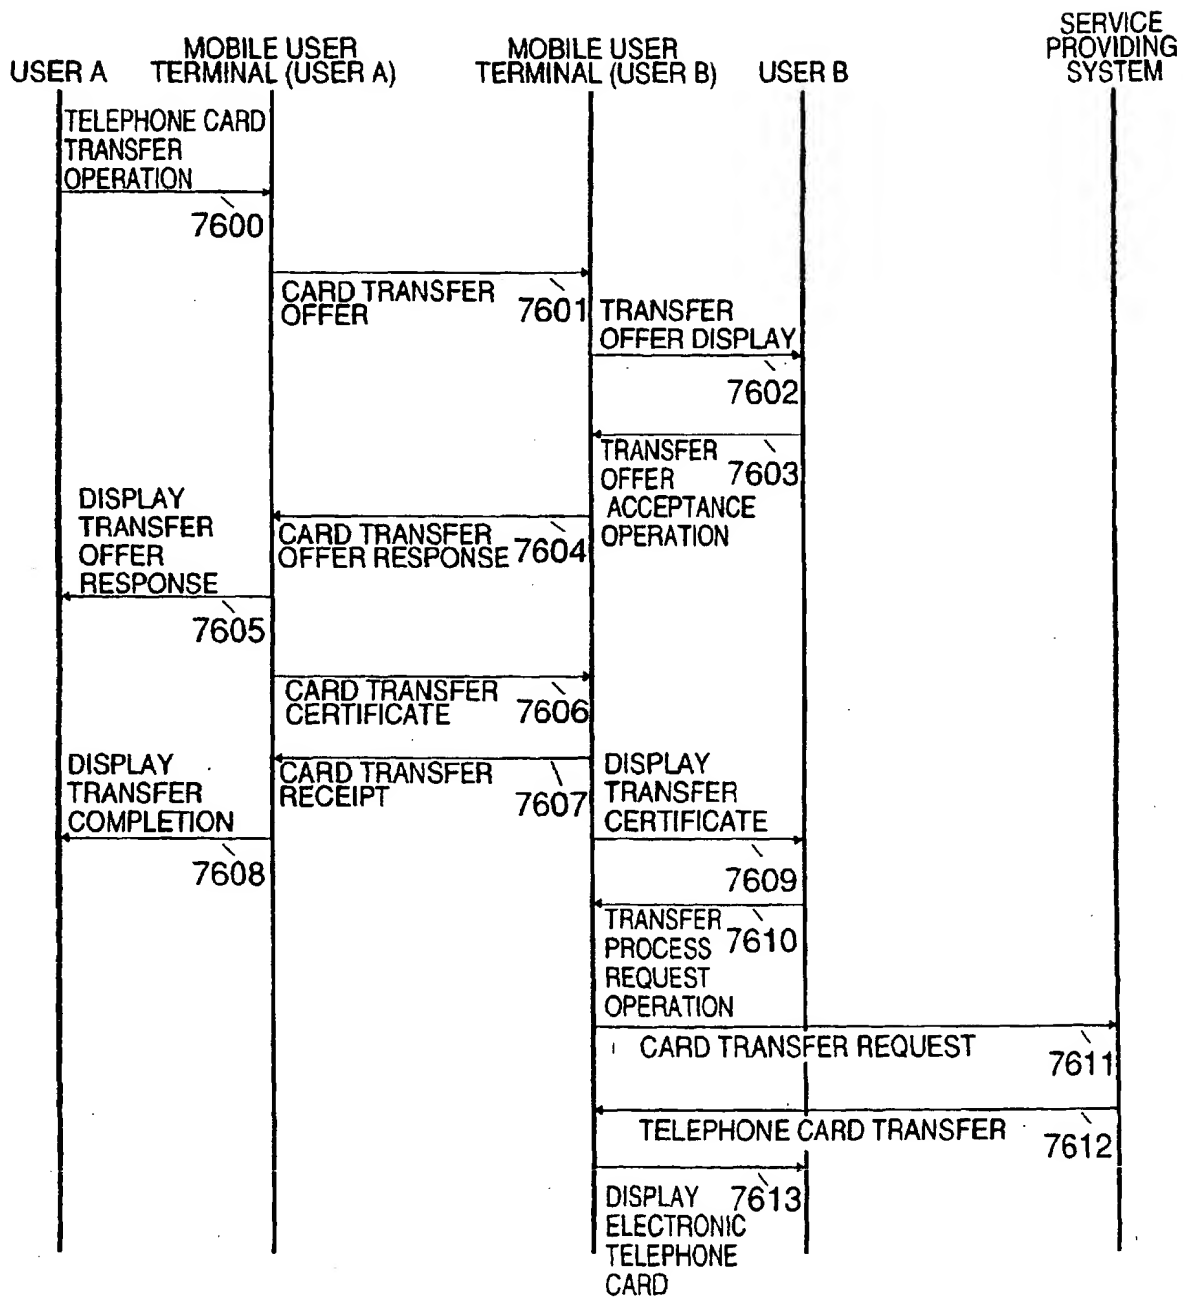 USER A
MOBILE USER
TERMINAL (USER A)
MOBILE USER
TERMINAL (USER B)
USER B
SERVICE
PROVIDING
SYSTEM
TELEPHONE CARD
TRANSFER
OPERATION
7600
CARD TRANSFER
OFFER
7601
TRANSFER
OFFER DISPLAY
7602
TRANSFER
OFFER
ACCEPTANCE
OPERATION
7603
CARD TRANSFER
OFFER RESPONSE
7604
DISPLAY
TRANSFER
OFFER
RESPONSE
7605
CARD TRANSFER
CERTIFICATE
7606
CARD TRANSFER
RECEIPT
7607
DISPLAY
TRANSFER
COMPLETION
7608
DISPLAY
TRANSFER
CERTIFICATE
7609
TRANSFER
PROCESS
REQUEST
OPERATION
7610
CARD TRANSFER REQUEST
7611
TELEPHONE CARD TRANSFER
7612
DISPLAY
ELECTRONIC
TELEPHONE
CARD
7613